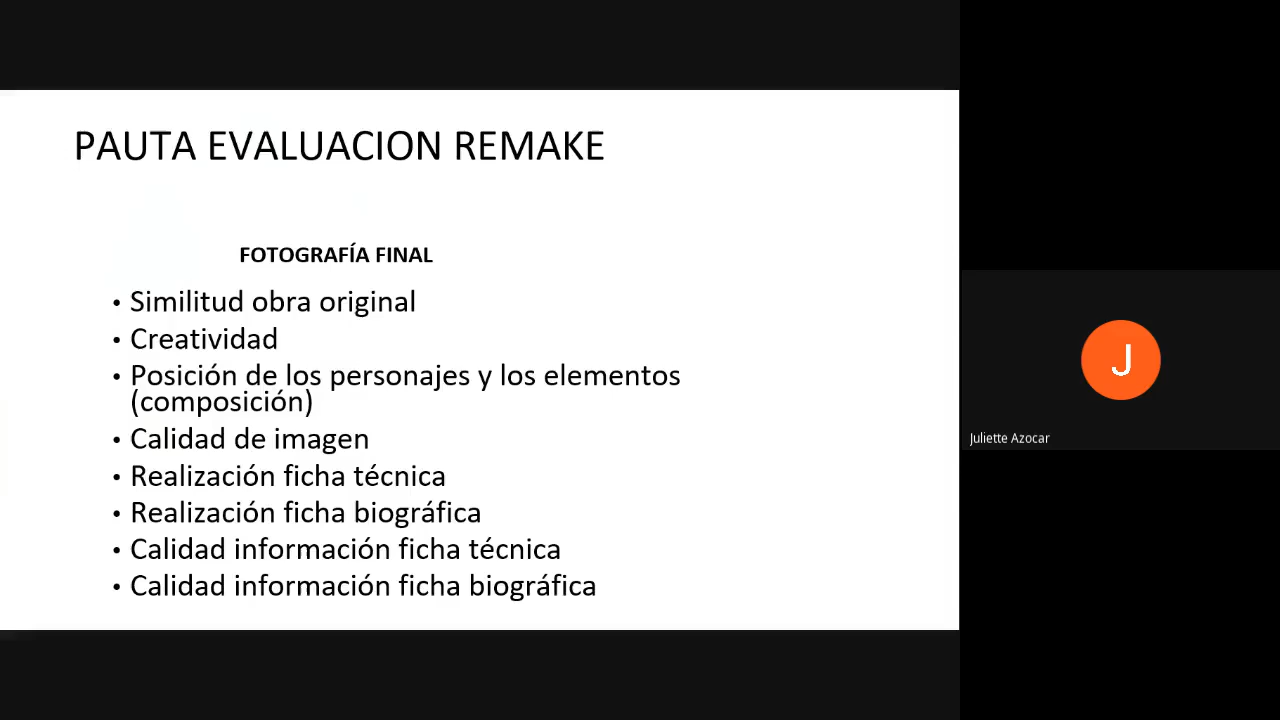 PAUTA EVALUACION REMAKE
FOTOGRAFÍA FINAL
• Similitud obra original
• Creatividad
• Posición de los personajes y los elementos
(composición)
• Calidad de imagen
• Realización ficha técnica
• Realización ficha biográfica
• Calidad información ficha técnica
• Calidad información ficha biográfica
J
Juliette Azocar